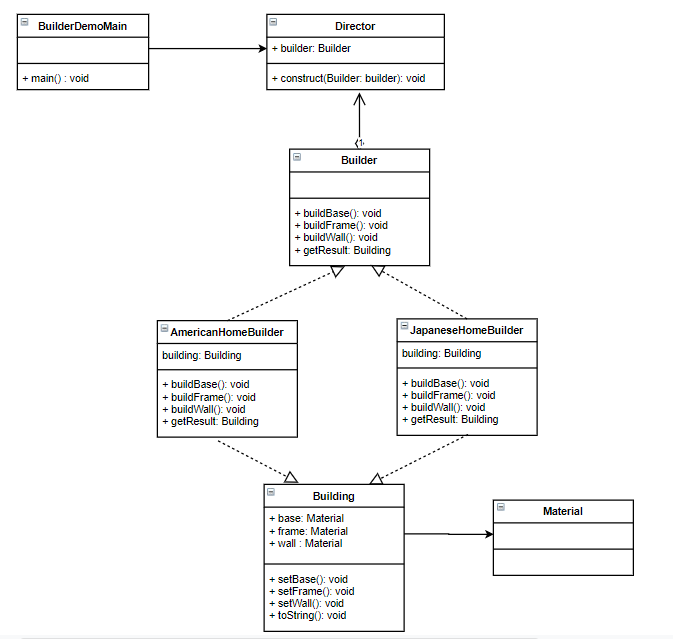 BuilderDemoMain
+ main() : void
Director
+ builder: Builder
+ construct(Builder: builder): void
Builder
+ buildBase(): void
+ buildFrame(): void
+ buildWall(): void
+ getResult: Building
AmericanHomeBuilder
building: Building
+ buildBase(): void
+ buildFrame(): void
+ buildWall(): void
+ getResult: Building
JapaneseHomeBuilder
building: Building
+ buildBase(): void
+ buildFrame(): void
+ buildWall(): void
+ getResult: Building
Building
+ base: Material
+ frame: Material
+ wall : Material
+ setBase(): void
+ setFrame(): void
+ setWall(): void
+ toString(): void
Material